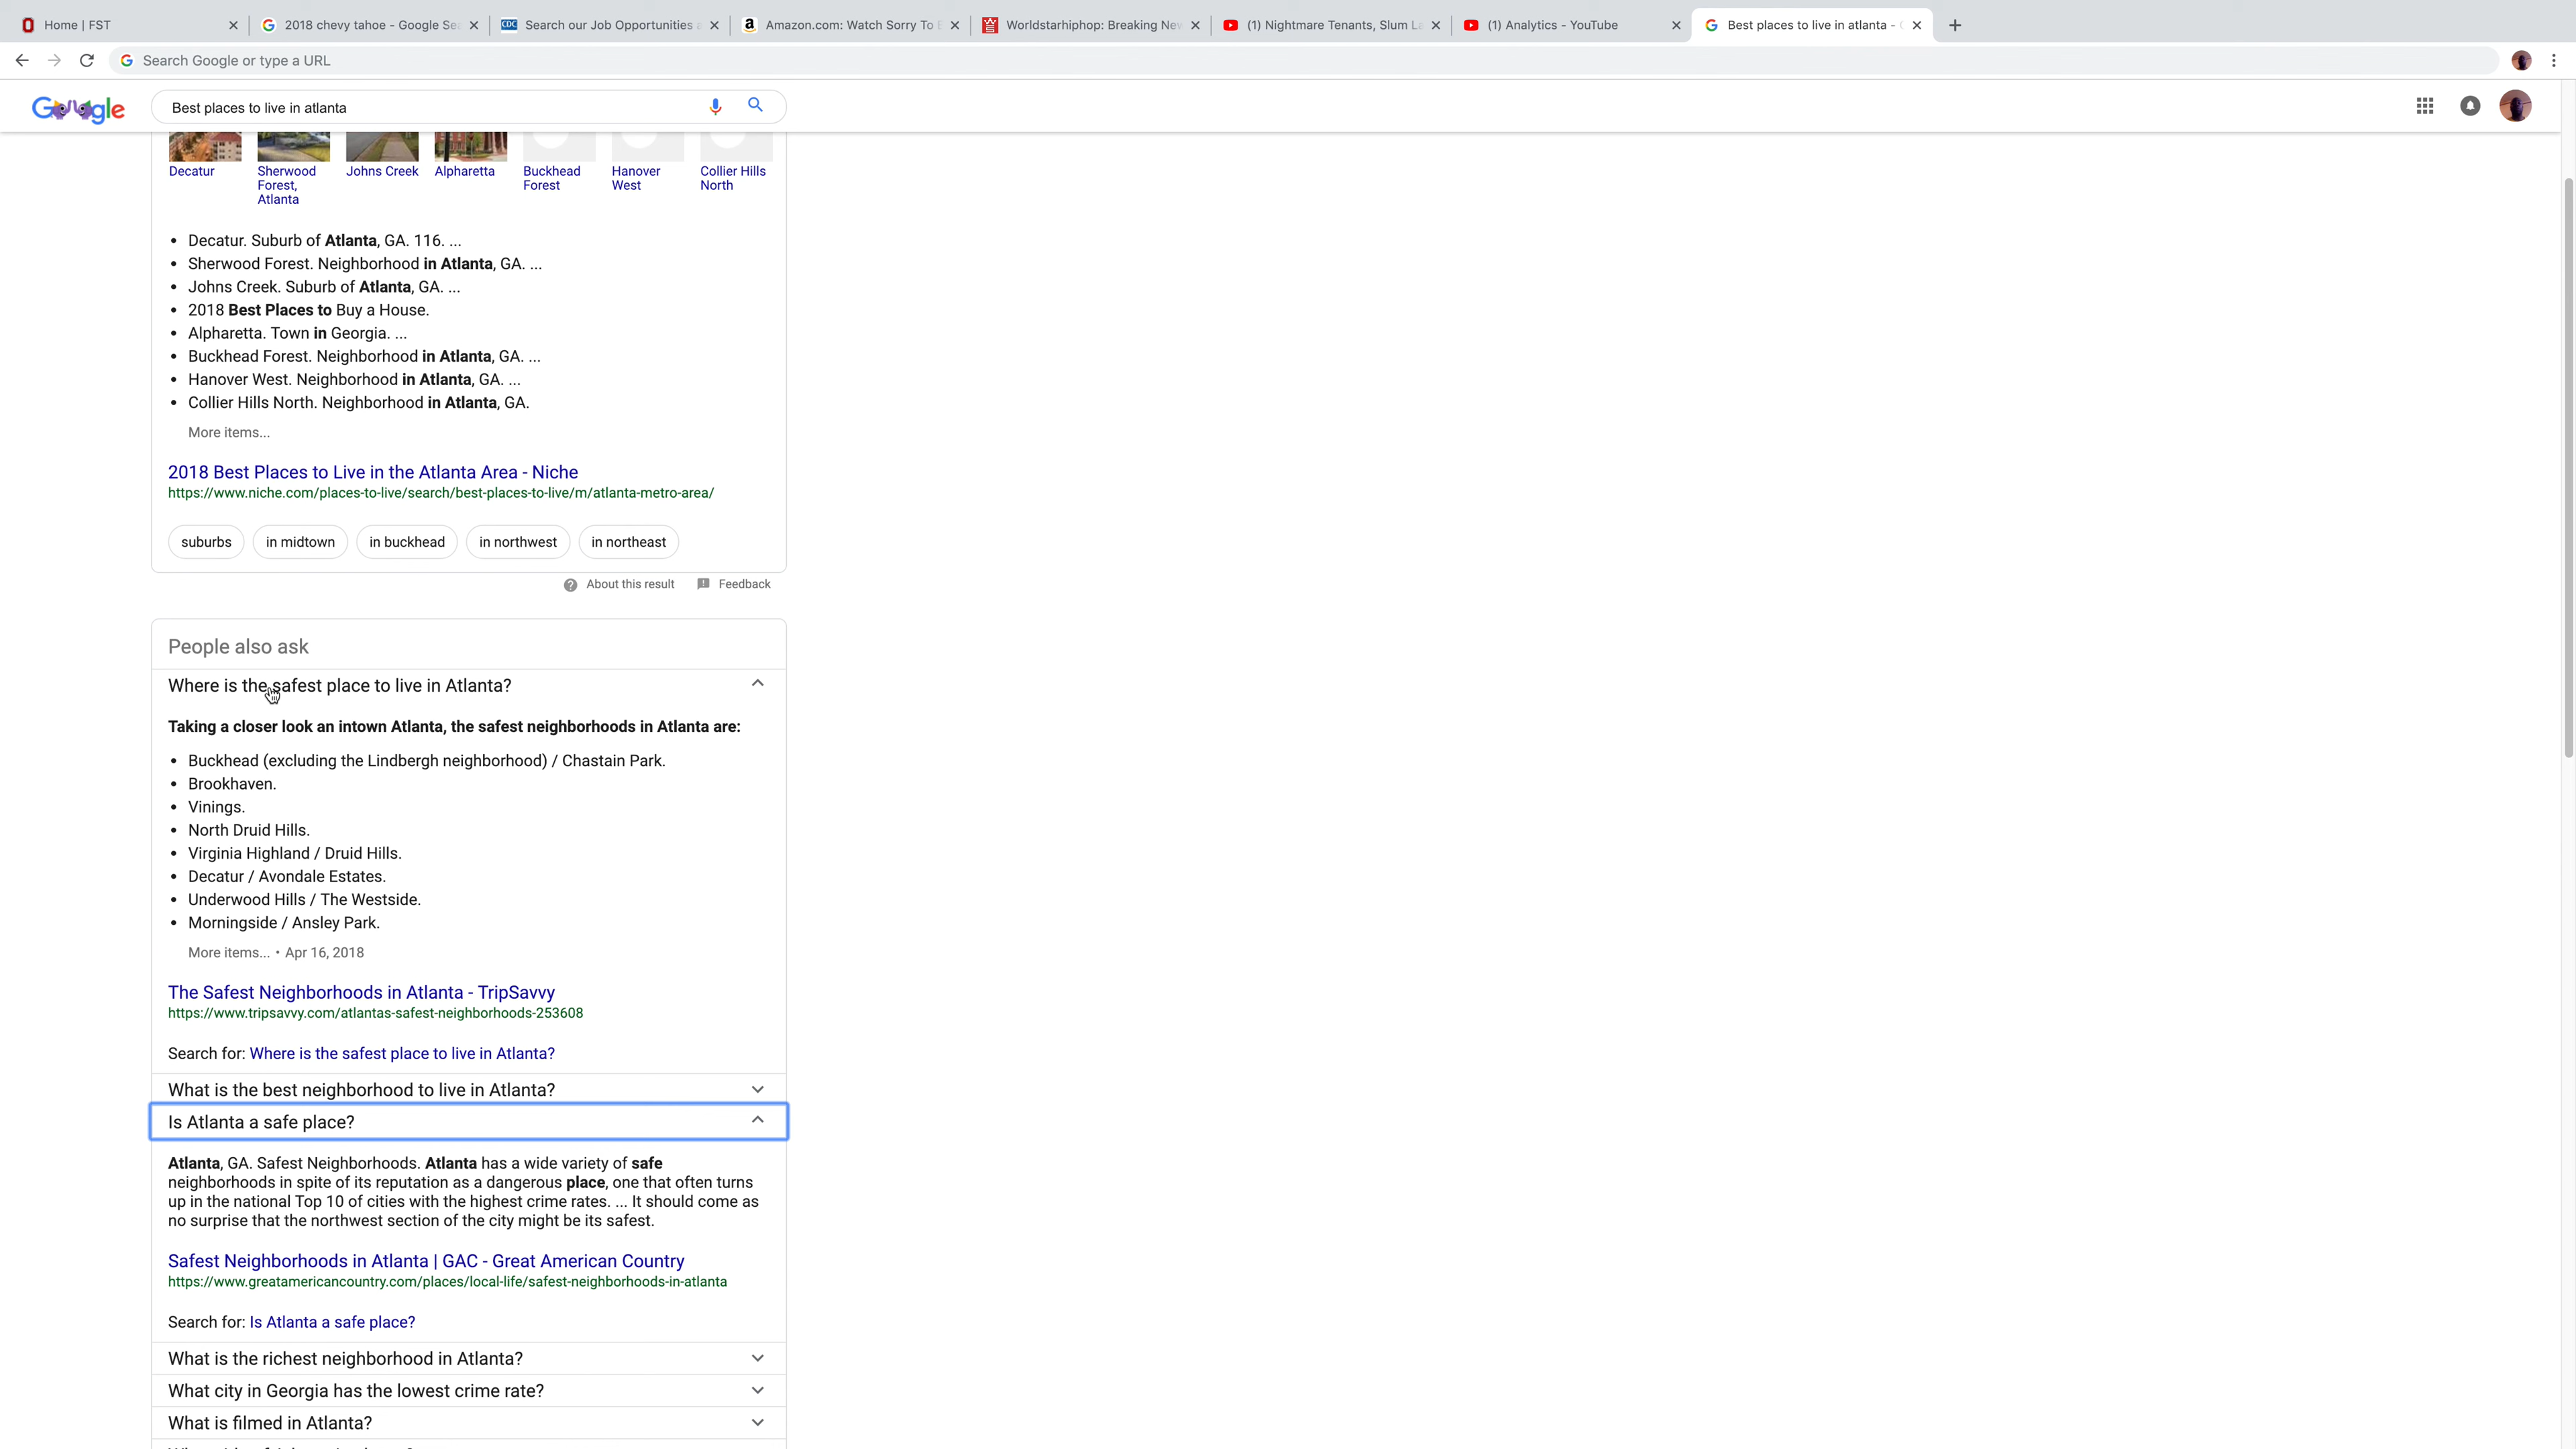 Home | FST
2018 chevy tahoe - Google Sea
Search our Job Opportunities a
Amazon.com: Watch Sorry To B
Worldstarhiphop: Breaking New
(1) Nightmare Tenants, Slum La
(1) Analytics - YouTube
Best places to live in atlanta -
Search Google or type a URL
Google
Best places to live in atlanta
Decatur
Sherwood
Forest,
Atlanta
Johns Creek
Alpharetta
Buckhead
Forest
Hanover
West
Collier Hills
North
• Decatur. Suburb of Atlanta, GA. 116. ...
• Sherwood Forest. Neighborhood in Atlanta, GA. ...
• Johns Creek. Suburb of Atlanta, GA. ...
• 2018 Best Places to Buy a House.
• Alpharetta. Town in Georgia. ...
• Buckhead Forest. Neighborhood in Atlanta, GA. ...
• Hanover West. Neighborhood in Atlanta, GA. ...
• Collier Hills North. Neighborhood in Atlanta, GA.
More items...
2018 Best Places to Live in the Atlanta Area - Niche
https://www.niche.com/places-to-live/search/best-places-to-live/m/atlanta-metro-area/
suburbs
in midtown
in buckhead
in northwest
in northeast
About this result
Feedback
People also ask
Where is the safest place to live in Atlanta?
Taking a closer look an intown Atlanta, the safest neighborhoods in Atlanta are:
• Buckhead (excluding the Lindbergh neighborhood) / Chastain Park.
• Brookhaven.
• Vinings.
• North Druid Hills.
• Virginia Highland / Druid Hills.
• Decatur / Avondale Estates.
• Underwood Hills / The Westside.
• Morningside / Ansley Park.
More items... • Apr 16, 2018
The Safest Neighborhoods in Atlanta - TripSavvy
https://www.tripsavvy.com/atlantas-safest-neighborhoods-253608
Search for: Where is the safest place to live in Atlanta?
What is the best neighborhood to live in Atlanta?
Is Atlanta a safe place?
Atlanta, GA. Safest Neighborhoods. Atlanta has a wide variety of safe
neighborhoods in spite of its reputation as a dangerous place, one that often turns
up in the national Top 10 of cities with the highest crime rates. ... It should come as
no surprise that the northwest section of the city might be its safest.
Safest Neighborhoods in Atlanta | GAC - Great American Country
https://www.greatamericancountry.com/places/local-life/safest-neighborhoods-in-atlanta
Search for: Is Atlanta a safe place?
What is the richest neighborhood in Atlanta?
What city in Georgia has the lowest crime rate?
What is filmed in Atlanta?